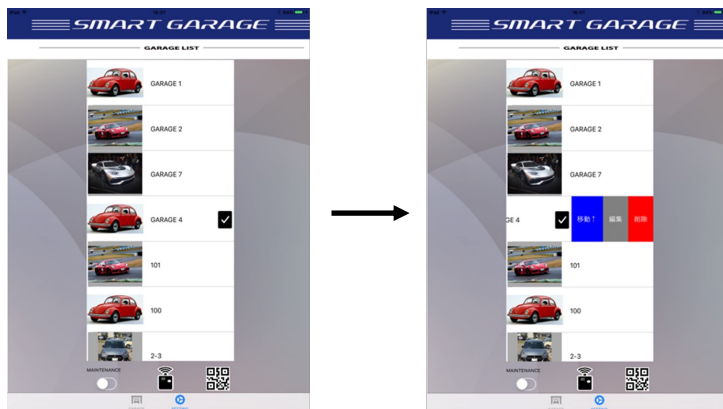 SMART GARAGE
GARAGE LIST
GARAGE 1
GARAGE 2
GARAGE 7
GARAGE 4
101
100
2-3
MAINTENANCE
SMART GARAGE
GARAGE LIST
GARAGE 1
GARAGE 2
GARAGE 7
GE 4
移動↑
編集
削除
101
100
2-3
MAINTENANCE